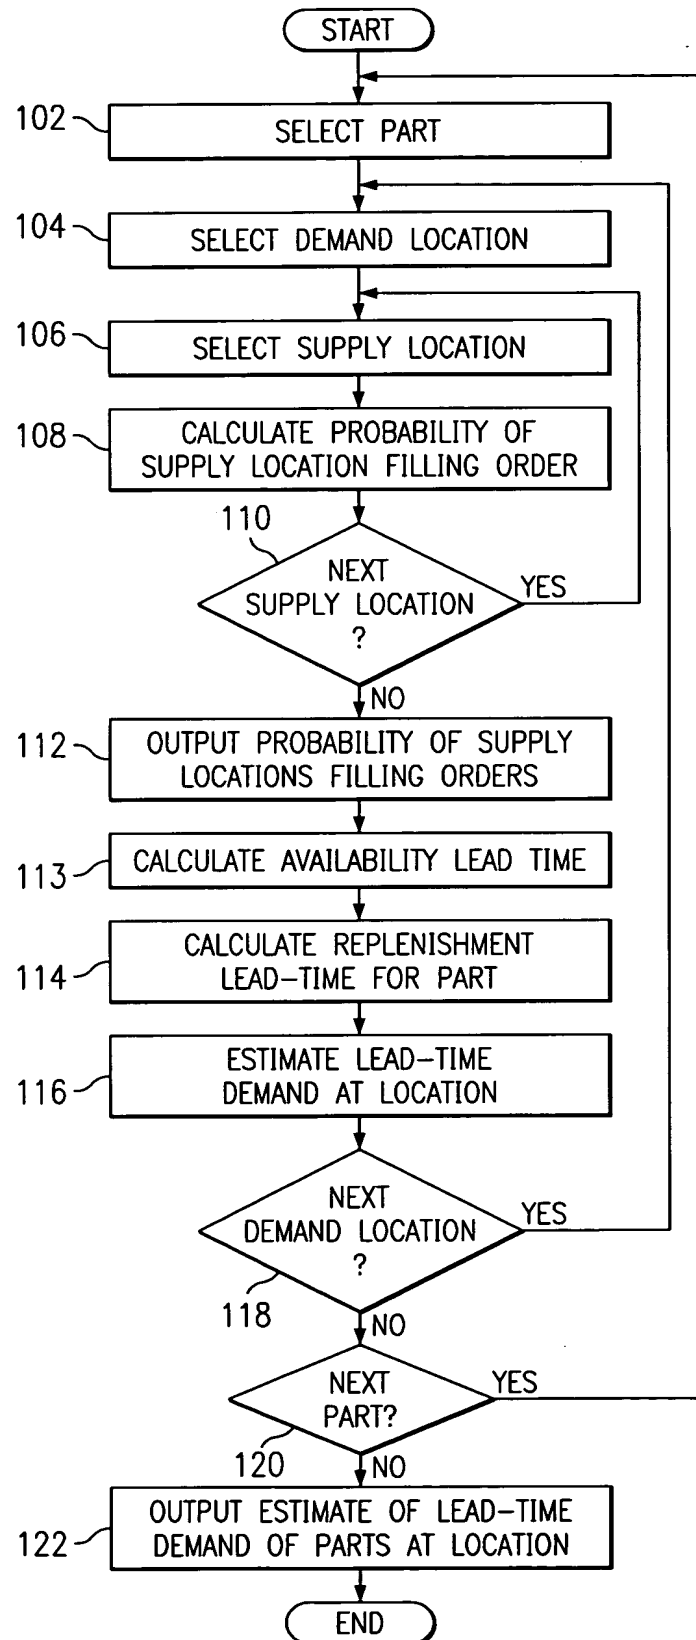 START
102
SELECT PART
104
SELECT DEMAND LOCATION
106
SELECT SUPPLY LOCATION
108
CALCULATE PROBABILITY OF
SUPPLY LOCATION FILLING ORDER
110
NEXT
SUPPLY LOCATION
?
YES
NO
112
OUTPUT PROBABILITY OF SUPPLY
LOCATIONS FILLING ORDERS
113
CALCULATE AVAILABILITY LEAD TIME
114
CALCULATE REPLENISHMENT
LEAD-TIME FOR PART
116
ESTIMATE LEAD-TIME
DEMAND AT LOCATION
NEXT
DEMAND LOCATION
?
YES
118
NO
NEXT
PART?
YES
120
NO
122
OUTPUT ESTIMATE OF LEAD-TIME
DEMAND OF PARTS AT LOCATION
END